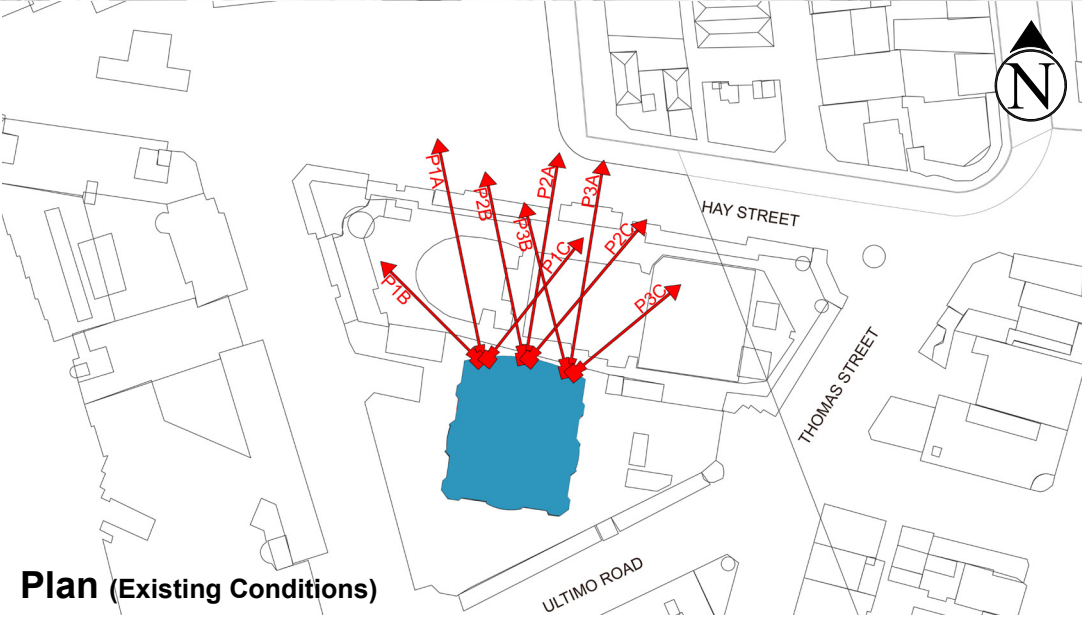 N
P1A
P2B
P2A
P3A
P3B
P1C
P2C
HAY STREET
P1B
P3C
THOMAS STREET
ULTIMO ROAD
Plan (Existing Conditions)